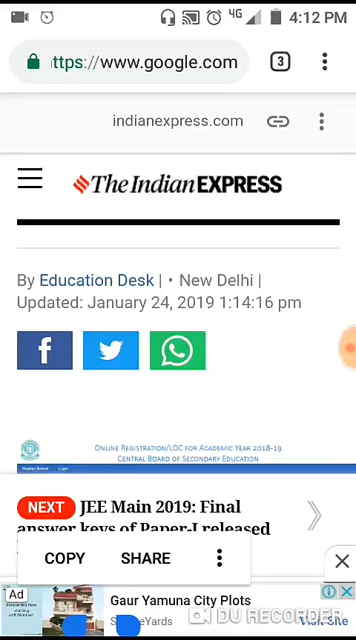 4G 4:12 PM
ttps://www.google.com 3
indianexpress.com
The Indian EXPRESS
By Education Desk | • New Delhi |
Updated: January 24, 2019 1:14:16 pm
ONLINE REGISTRATION/LOC FOR ACADEMIC YEAR 2018-19
CENTRAL BOARD OF SECONDARY EDUCATION
NEXT JEE Main 2019: Final
answer keys of Paper-I released
COPY SHARE
Ad
Gaur Yamuna City Plots
Visit Site
DU RECORDER